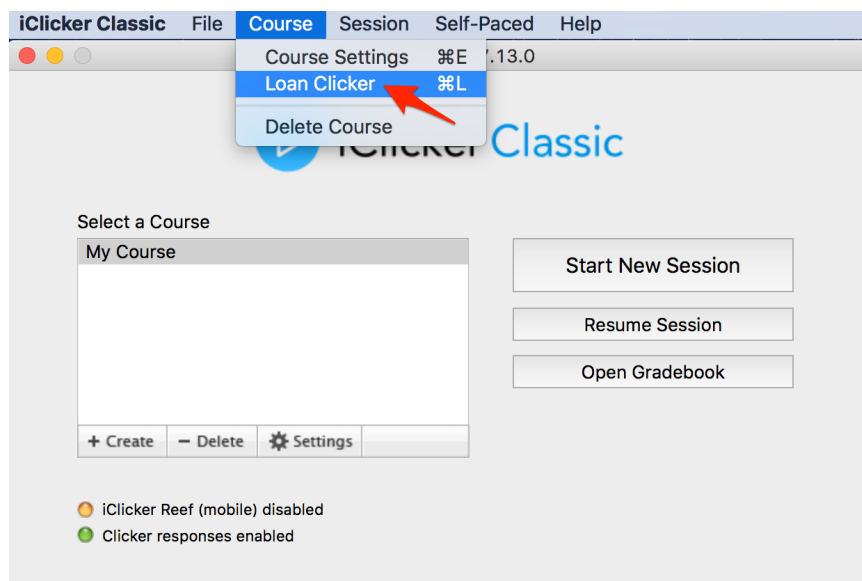 iClicker Classic File Course Session Self-Paced Help
Course Settings ⌘E .13.0
Loan Clicker ⌘L
Delete Course
iClicker Classic
Select a Course
My Course
Start New Session
Resume Session
Open Gradebook
+ Create − Delete Settings
iClicker Reef (mobile) disabled
Clicker responses enabled